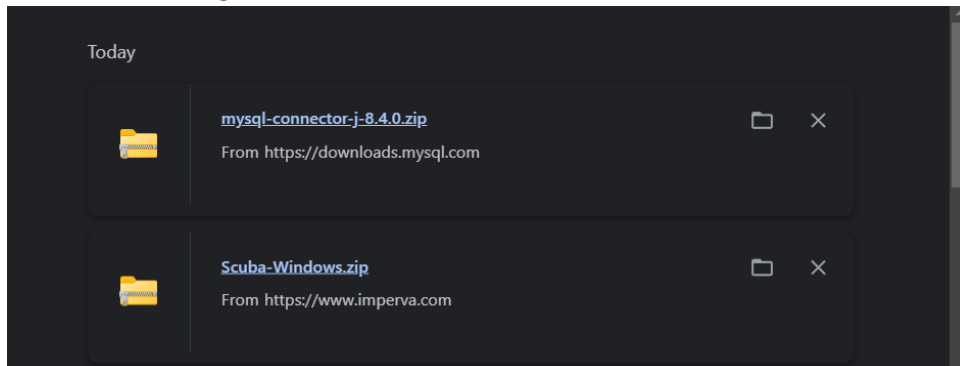 Today
mysql-connector-j-8.4.0.zip
From https://downloads.mysql.com
Scuba-Windows.zip
From https://www.imperva.com